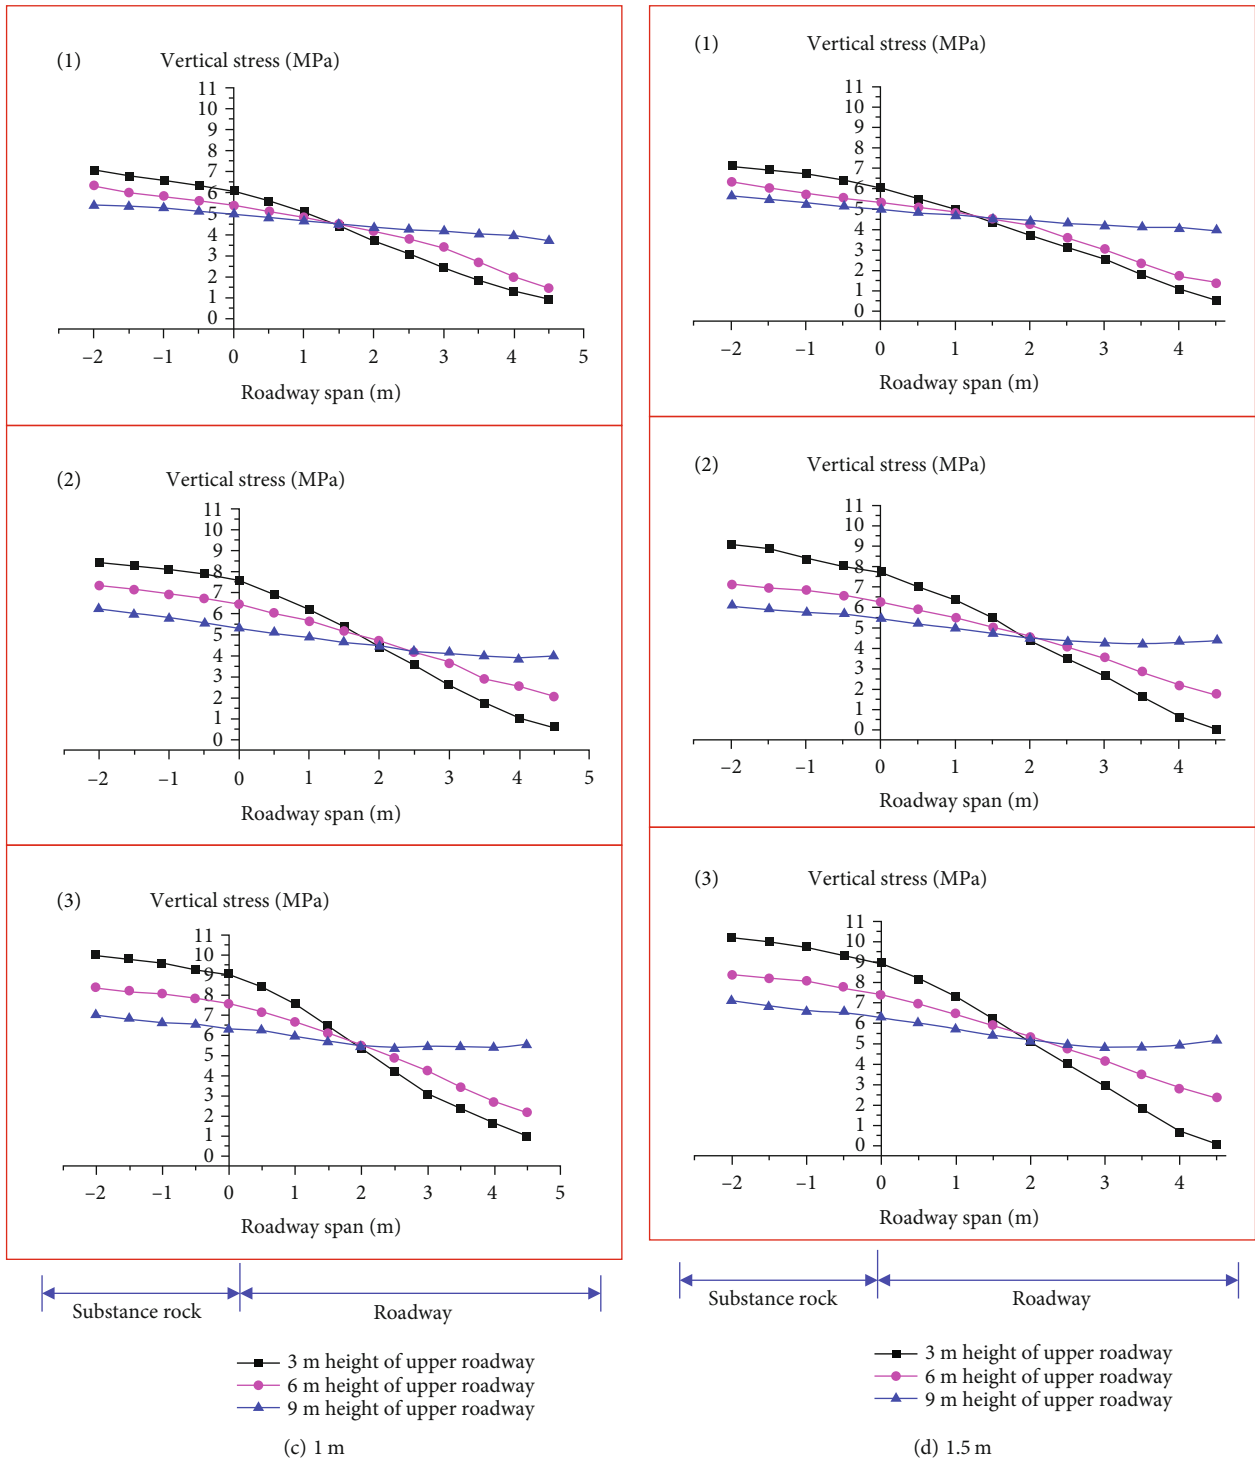 (1)
Vertical stress (MPa)
11
10
9
8
7
6
5
4
3
2
1
0
–2 –1 0 1 2 3 4 5
Roadway span (m)
(2)
Vertical stress (MPa)
11
10
9
8
7
6
5
4
3
2
1
0
–2 –1 0 1 2 3 4 5
Roadway span (m)
(3)
Vertical stress (MPa)
11
10
9
8
7
6
5
4
3
2
1
0
–2 –1 0 1 2 3 4 5
Roadway span (m)
Substance rock Roadway
3 m height of upper roadway
6 m height of upper roadway
9 m height of upper roadway
(c) 1 m
(1)
Vertical stress (MPa)
11
10
9
8
7
6
5
4
3
2
1
0
–2 –1 0 1 2 3 4
Roadway span (m)
(2)
Vertical stress (MPa)
11
10
9
8
7
6
5
4
3
2
1
0
–2 –1 0 1 2 3 4
Roadway span (m)
(3)
Vertical stress (MPa)
11
10
9
8
7
6
5
4
3
2
1
0
–2 –1 0 1 2 3 4
Roadway span (m)
Substance rock Roadway
3 m height of upper roadway
6 m height of upper roadway
9 m height of upper roadway
(d) 1.5 m